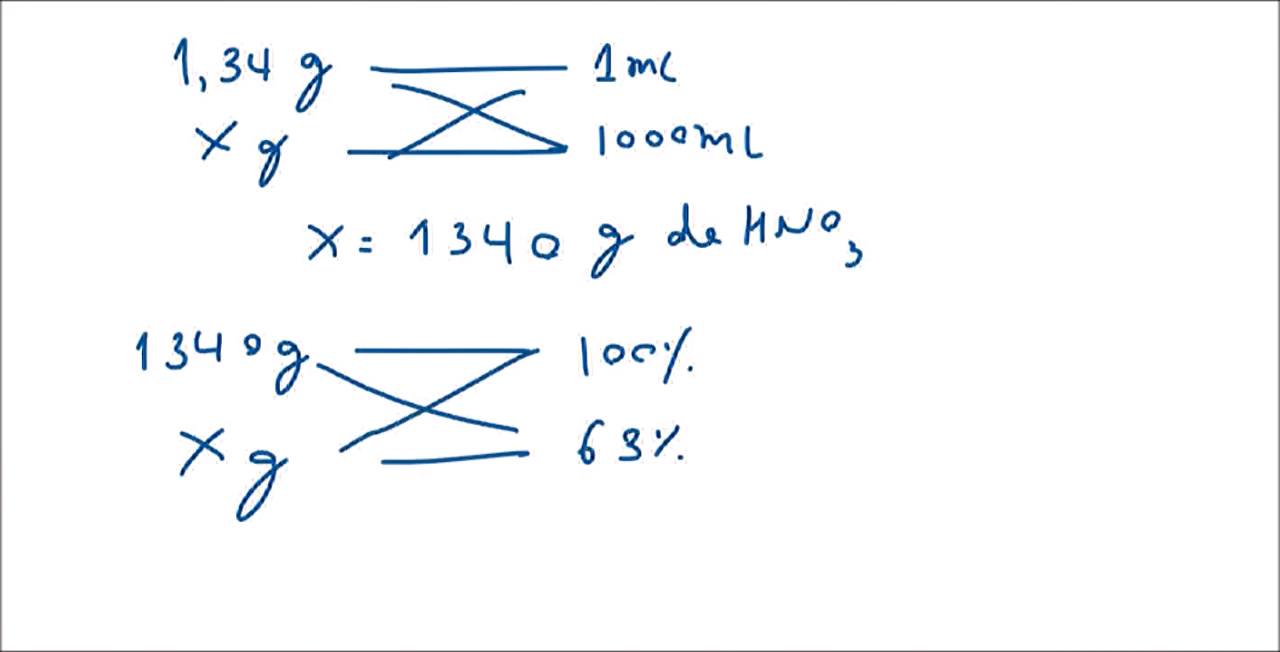 1,34 g 1 mL
X g 1000 mL
X = 1340 g de HNO3
1340 g 100%
X g 63%